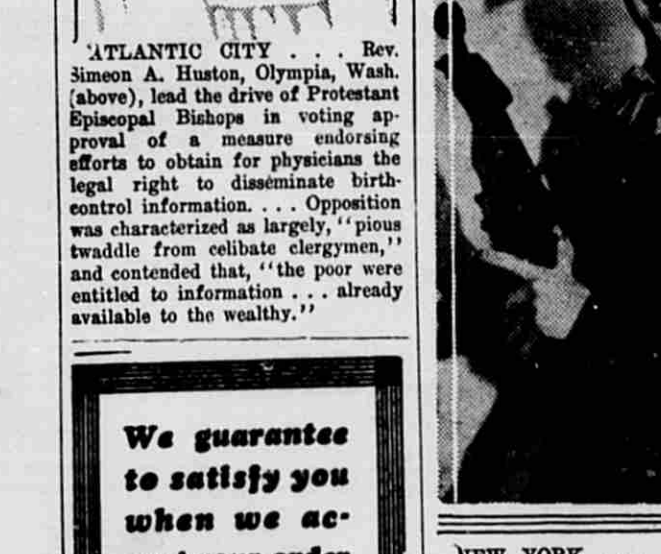 ATLANTIC CITY . . . Rev.
Simeon A. Huston, Olympia, Wash.
(above), lead the drive of Protestant
Episcopal Bishops in voting ap-
proval of a measure endorsing
efforts to obtain for physicians the
legal right to disseminate birth-
control information. . . . Opposition
was characterized as largely, ‘‘pious
twaddle from celibate clergymen,’’
and contended that, ‘‘the poor were
entitled to information . . . already
available to the wealthy.’’
We guarantee
to satisfy you
when we ac-
NEW YORK